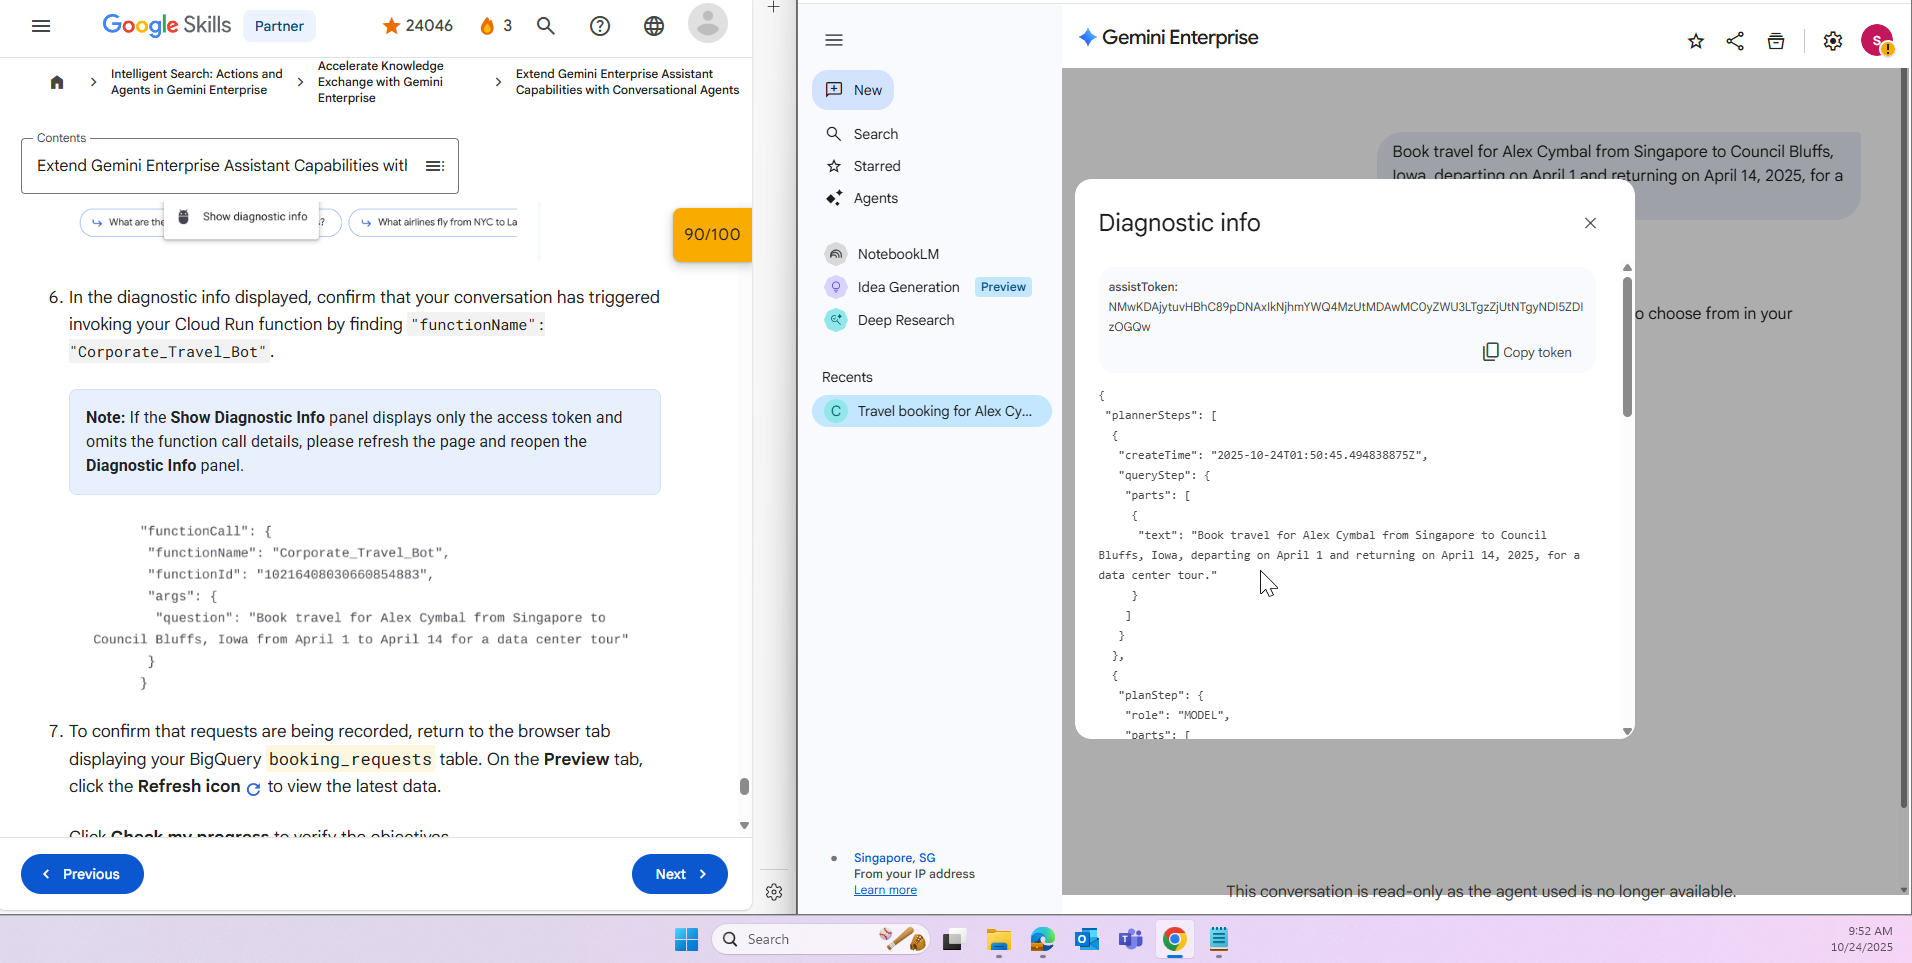 Google Skills
Partner
24046
3
Intelligent Search: Actions and
Agents in Gemini Enterprise
Accelerate Knowledge
Exchange with Gemini
Enterprise
Extend Gemini Enterprise Assistant
Capabilities with Conversational Agents
Contents
Extend Gemini Enterprise Assistant Capabilities with
What are the
Show diagnostic info
?
What airlines fly from NYC to La
90/100
6. In the diagnostic info displayed, confirm that your conversation has triggered
invoking your Cloud Run function by finding "functionName":
"Corporate_Travel_Bot".
Note: If the Show Diagnostic Info panel displays only the access token and
omits the function call details, please refresh the page and reopen the
Diagnostic Info panel.
"functionCall": {
"functionName": "Corporate_Travel_Bot",
"functionId": "10216408030660854883",
"args": {
"question": "Book travel for Alex Cymbal from Singapore to
Council Bluffs, Iowa from April 1 to April 14 for a data center tour"
}
}
7. To confirm that requests are being recorded, return to the browser tab
displaying your BigQuery booking_requests table. On the Preview tab,
click the Refresh icon to view the latest data.
Click Check my progress to verify the objectives
Previous
Next
Gemini Enterprise
S
New
Search
Starred
Agents
NotebookLM
Idea Generation Preview
Deep Research
Recents
C Travel booking for Alex Cy...
Singapore, SG
From your IP address
Learn more
Book travel for Alex Cymbal from Singapore to Council Bluffs,
Iowa, departing on April 1 and returning on April 14, 2025, for a
o choose from in your
Diagnostic info
assistToken:
NMwKDAjytuvHBhC89pDNAxIkNjhmYWQ4MzUtMDAwMC0yZWU3LTgzZjUtNTgyNDI5ZDI
zOGQw
Copy token
{
"plannerSteps": [
{
"createTime": "2025-10-24T01:50:45.494838875Z",
"queryStep": {
"parts": [
{
"text": "Book travel for Alex Cymbal from Singapore to Council
Bluffs, Iowa, departing on April 1 and returning on April 14, 2025, for a
data center tour."
}
]
}
},
{
"planStep": {
"role": "MODEL",
"parts": [
This conversation is read-only as the agent used is no longer available.
Search
9:52 AM
10/24/2025